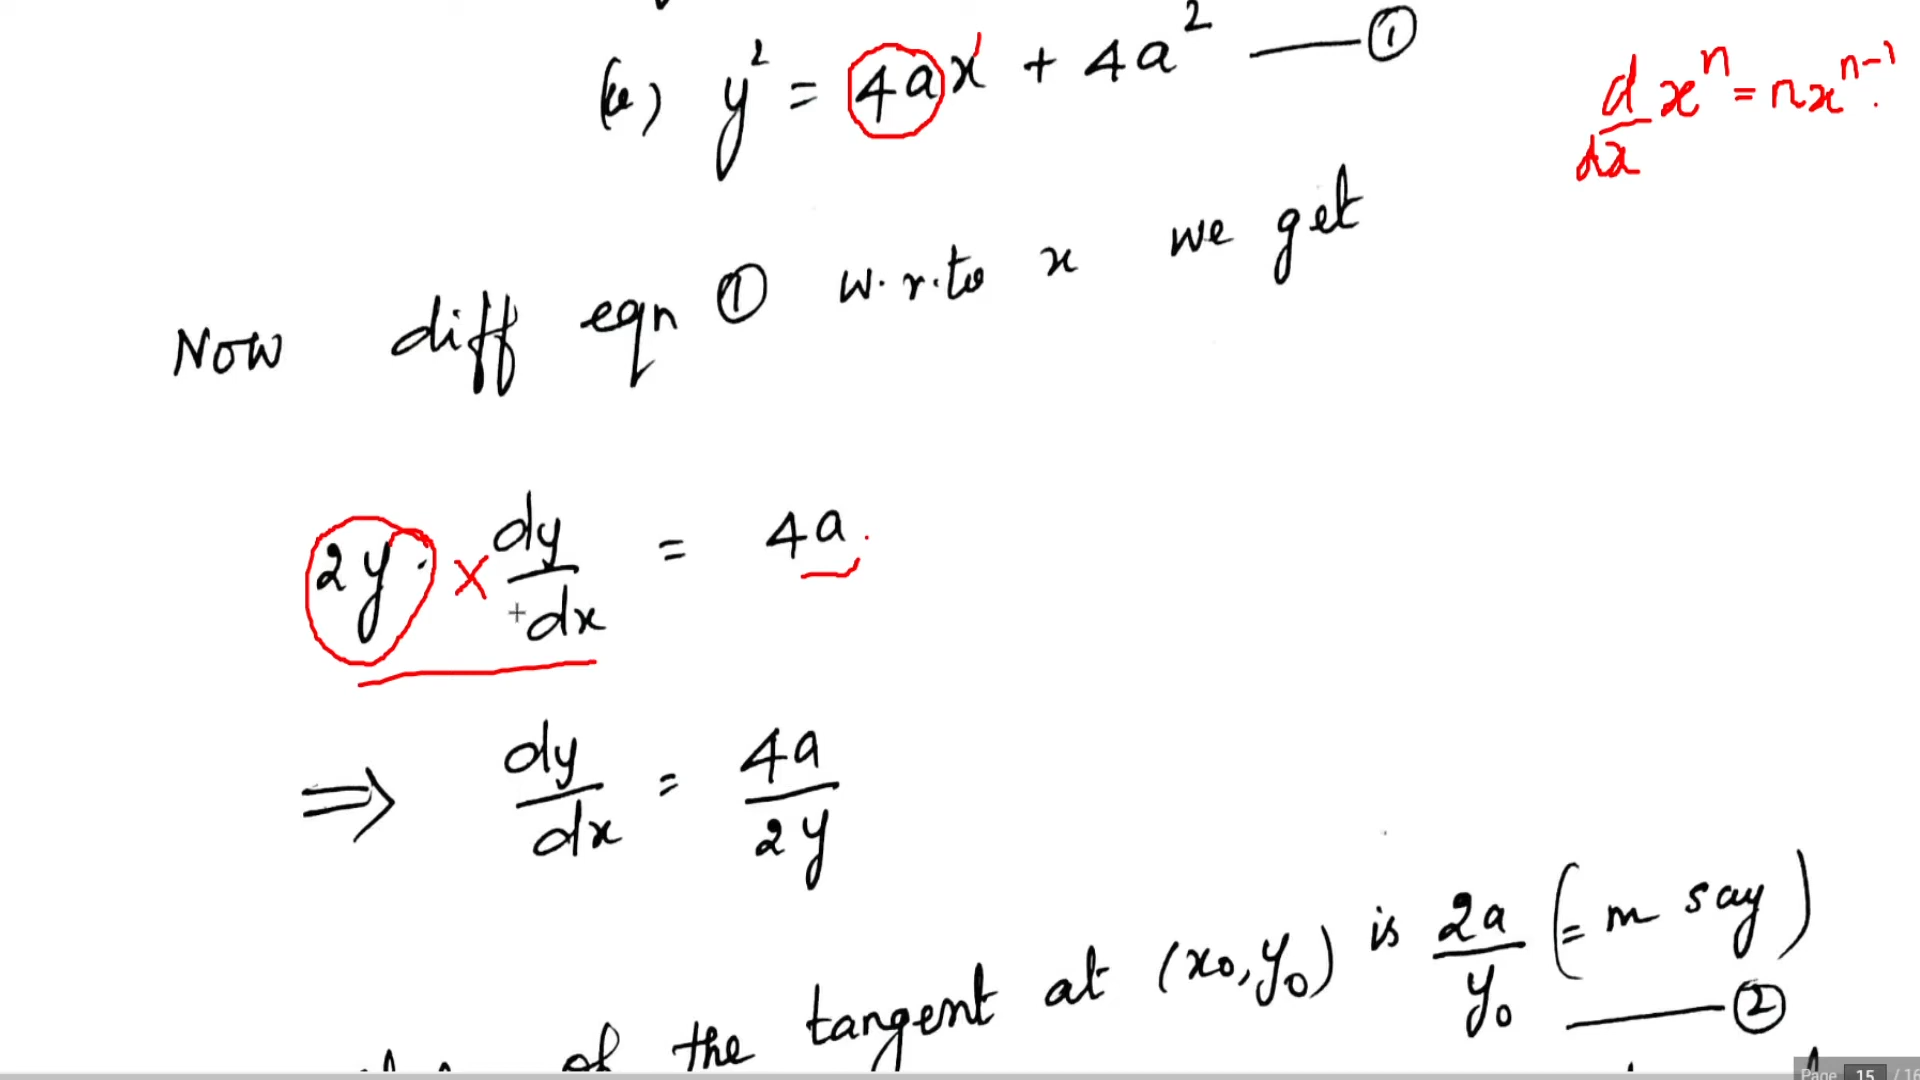 y² = 4ax + 4a² — ①
d/dx xⁿ = nxⁿ⁻¹.
Now diff eqn ① w.r.to x we get
2y · × dy/dx = 4a.
⇒ dy/dx = 4a/2y
of the tangent at (x₀, y₀) is 2a/y₀ (= m say)
— ②
Page 15 / 16